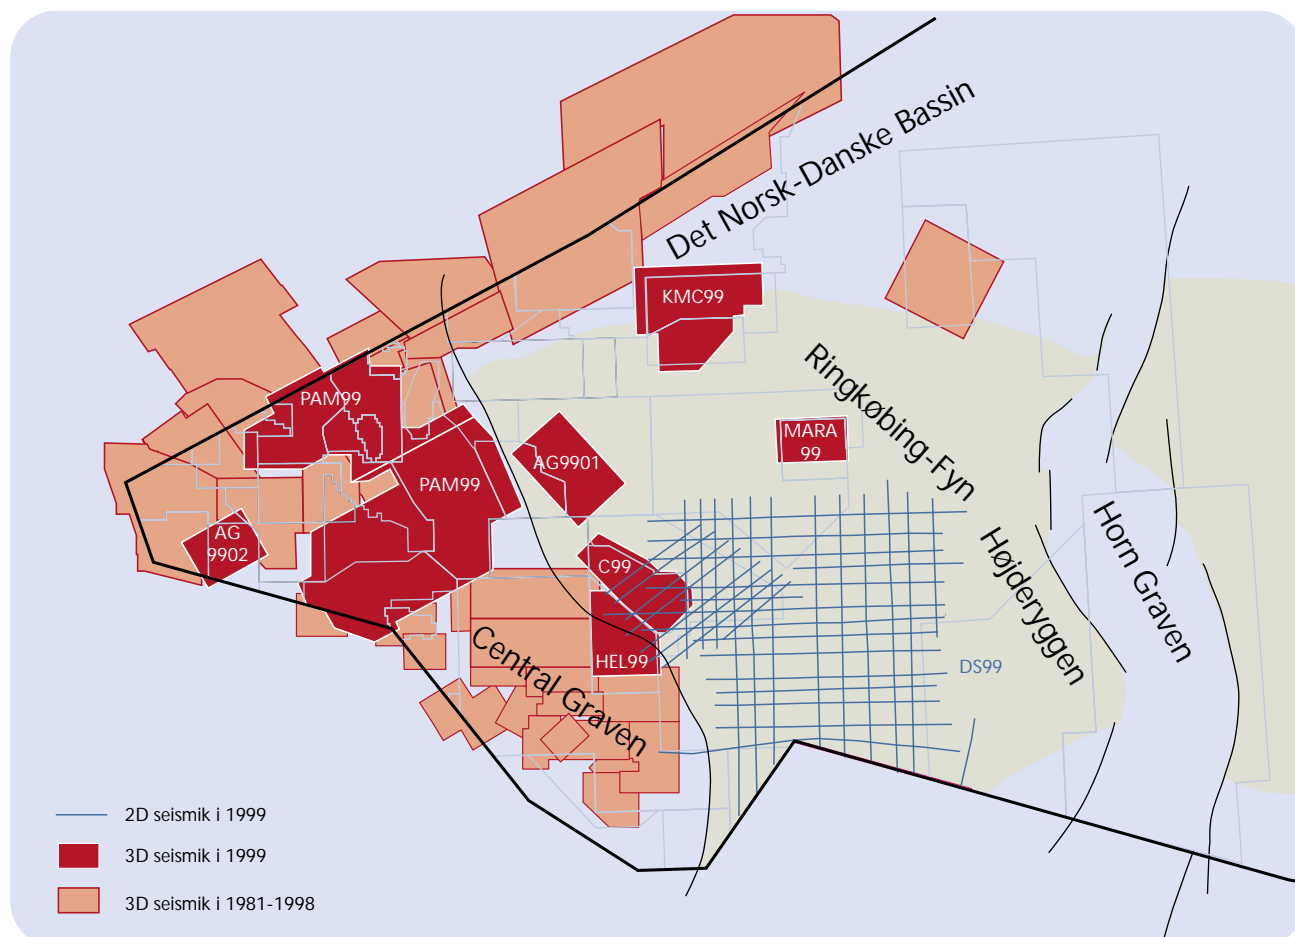 Det Norsk-Danske Bassin
KMC99
Ringkøbing-Fyn
PAM99
MARA
99
AG9901
PAM99
AG
9902
Horn Graven
Højderyggen
C99
HEL99
DS99
Central Graven
2D seismik i 1999
3D seismik i 1999
3D seismik i 1981-1998